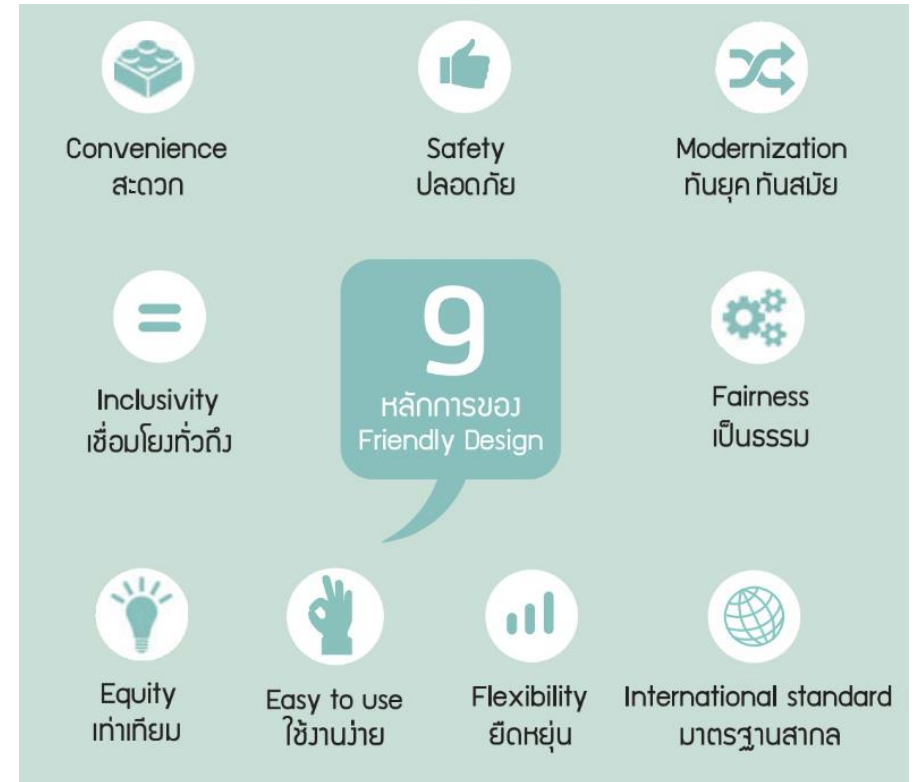 Convenience
สะดวก
Safety
ปลอดภัย
Modernization
ทันยุค ทันสมัย
Inclusivity
เชื่อมโยงทั่วถึง
9
หลักการของ
Friendly Design
Fairness
เป็นธรรม
Equity
เท่าเทียม
Easy to use
ใช้งานง่าย
Flexibility
ยืดหยุ่น
International standard
มาตรฐานสากล